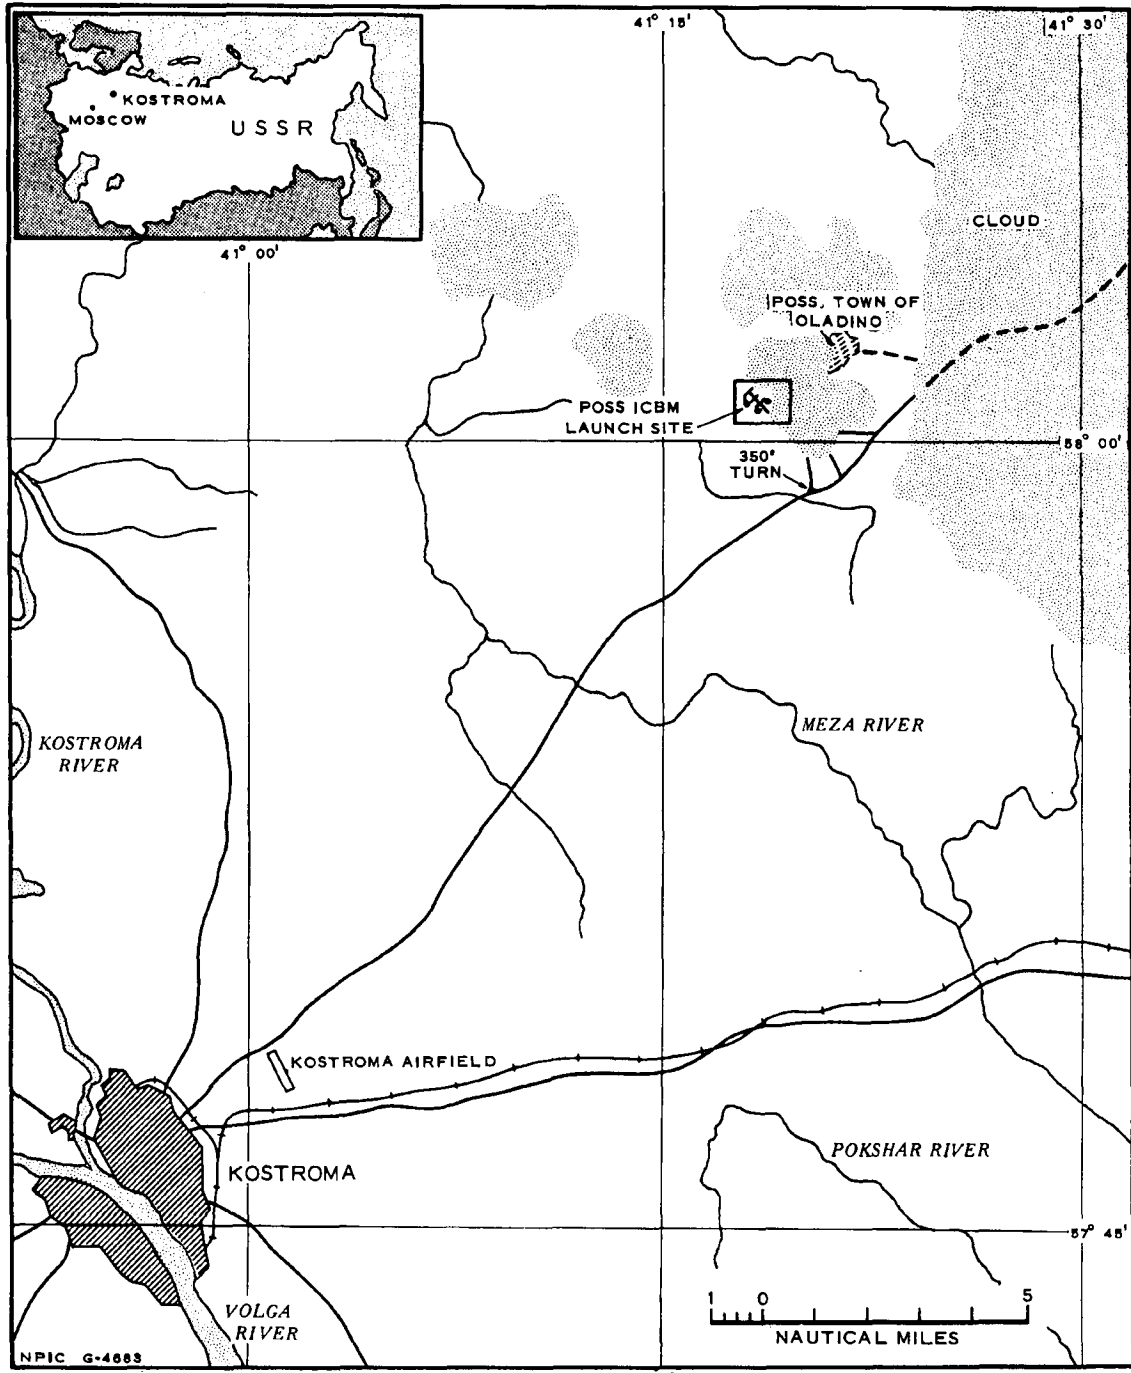 41° 15'
41° 30'
KOSTROMA
MOSCOW
USSR
41° 00'
CLOUD
POSS. TOWN OF
OLADINO
POSS ICBM
LAUNCH SITE
58° 00'
350'
TURN
KOSTROMA
RIVER
MEZA RIVER
KOSTROMA AIRFIELD
KOSTROMA
POKSHAR RIVER
57° 45'
VOLGA
RIVER
1 0 5
NAUTICAL MILES
NPIC G-4683